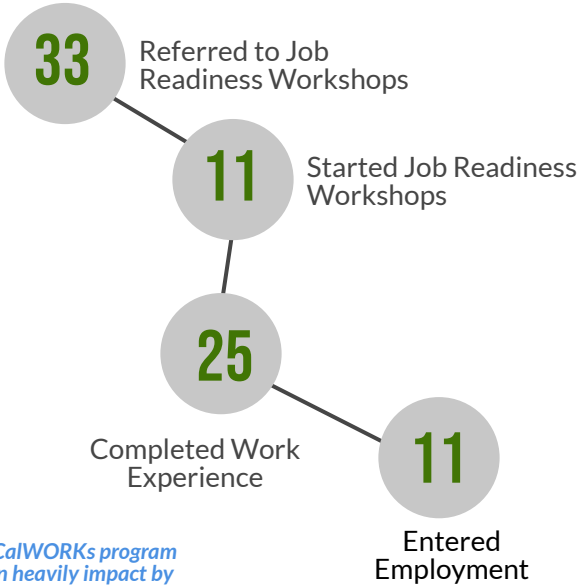 33
Referred to Job
Readiness Workshops
11
Started Job Readiness
Workshops
25
Completed Work
Experience
11
Entered
Employment
CalWORKs program
heavily impact by